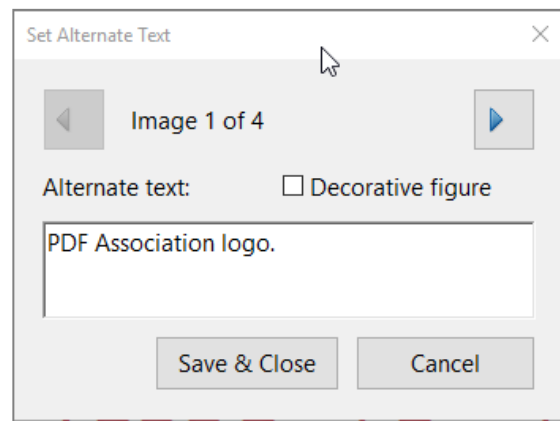 Set Alternate Text
Image 1 of 4
Alternate text: Decorative figure
PDF Association logo.
Save & Close Cancel